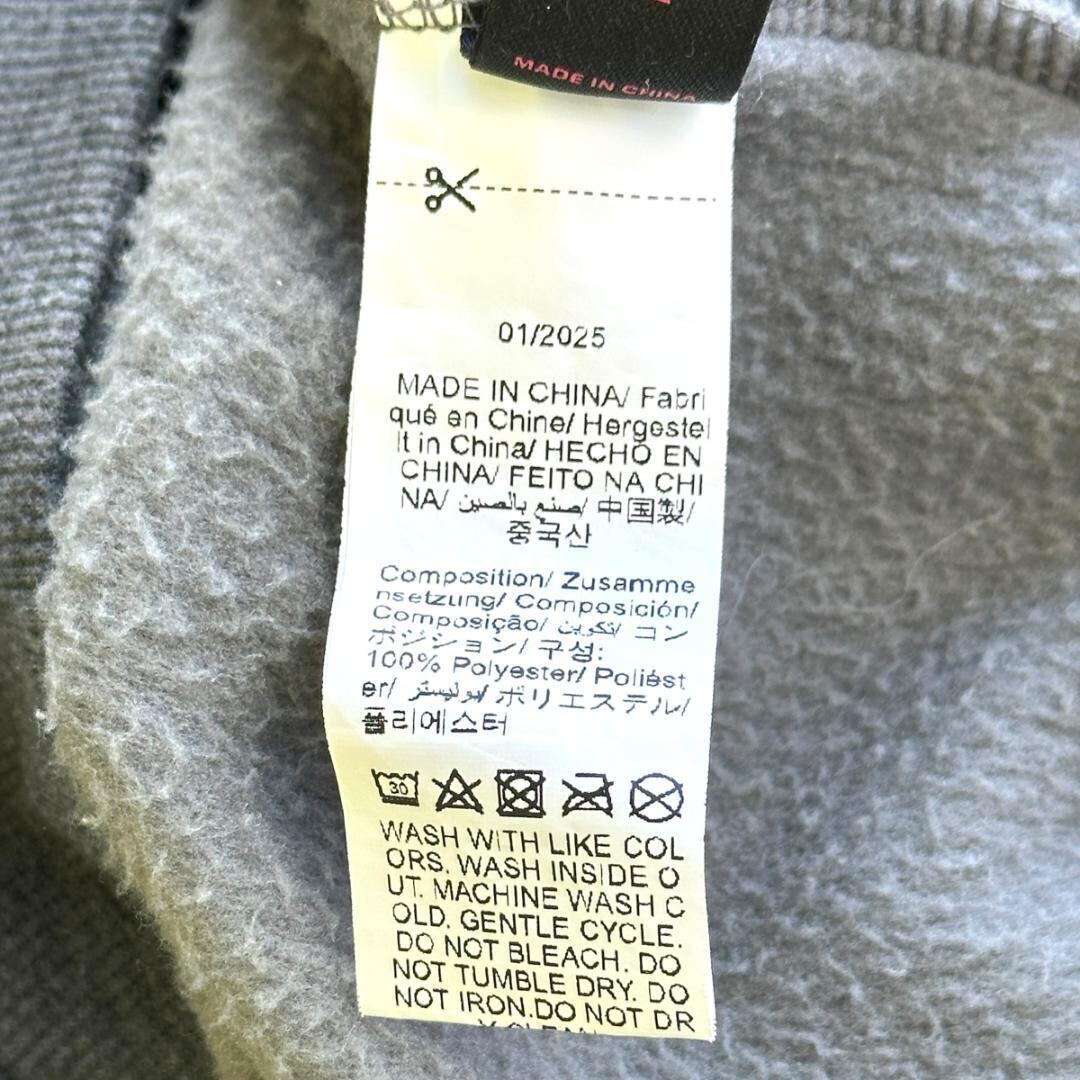 MADE IN CHINA
01/2025
MADE IN CHINA/ Fabri
qué en Chine/ Hergestel
lt in China/ HECHO EN
CHINA/ FEITO NA CHI
NA/ صنع بالصين/ 中国製/
중국산
Composition/ Zusamme
nsetzung/ Composición/
Composição/ تكوين/ コン
ポジション/ 구성:
100% Polyester/ Poliést
er/ بوليستر/ ポリエステル/
폴리에스터
30
WASH WITH LIKE COL
ORS. WASH INSIDE O
UT. MACHINE WASH C
OLD. GENTLE CYCLE.
DO NOT BLEACH. DO
NOT TUMBLE DRY. DO
NOT IRON.DO NOT DR
Y CLEAN